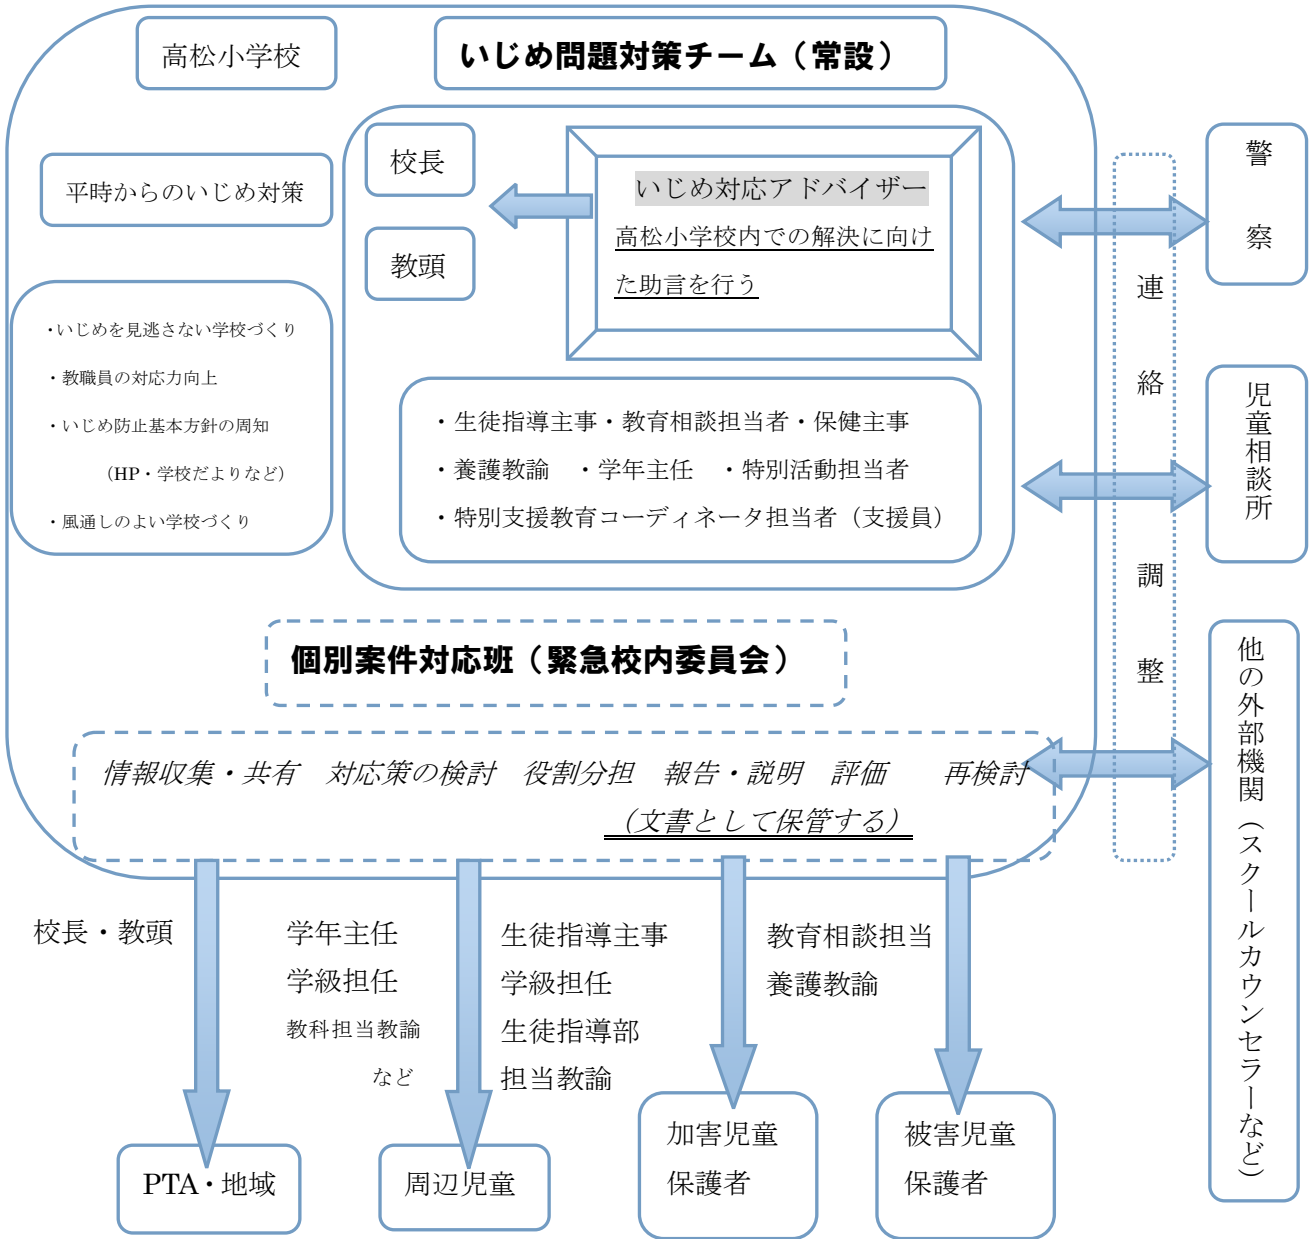 高松小学校
いじめ問題対策チーム（常設）
平時からのいじめ対策
・いじめを見逃さない学校づくり
・教職員の対応力向上
・いじめ防止基本方針の周知
（HP・学校だよりなど）
・風通しのよい学校づくり
校長
教頭
いじめ対応アドバイザー
高松小学校内での解決に向け
た助言を行う
・生徒指導主事・教育相談担当者・保健主事
・養護教諭　・学年主任　・特別活動担当者
・特別支援教育コーディネータ担当者（支援員）
連絡調整
警察
児童相談所
他の外部機関（スクールカウンセラーなど）
個別案件対応班（緊急校内委員会）
情報収集・共有　対応策の検討　役割分担　報告・説明　評価　　再検討
（文書として保管する）
校長・教頭
学年主任
学級担任
教科担当教諭
など
生徒指導主事
学級担任
生徒指導部
担当教諭
教育相談担当
養護教諭
PTA・地域
周辺児童
加害児童
保護者
被害児童
保護者